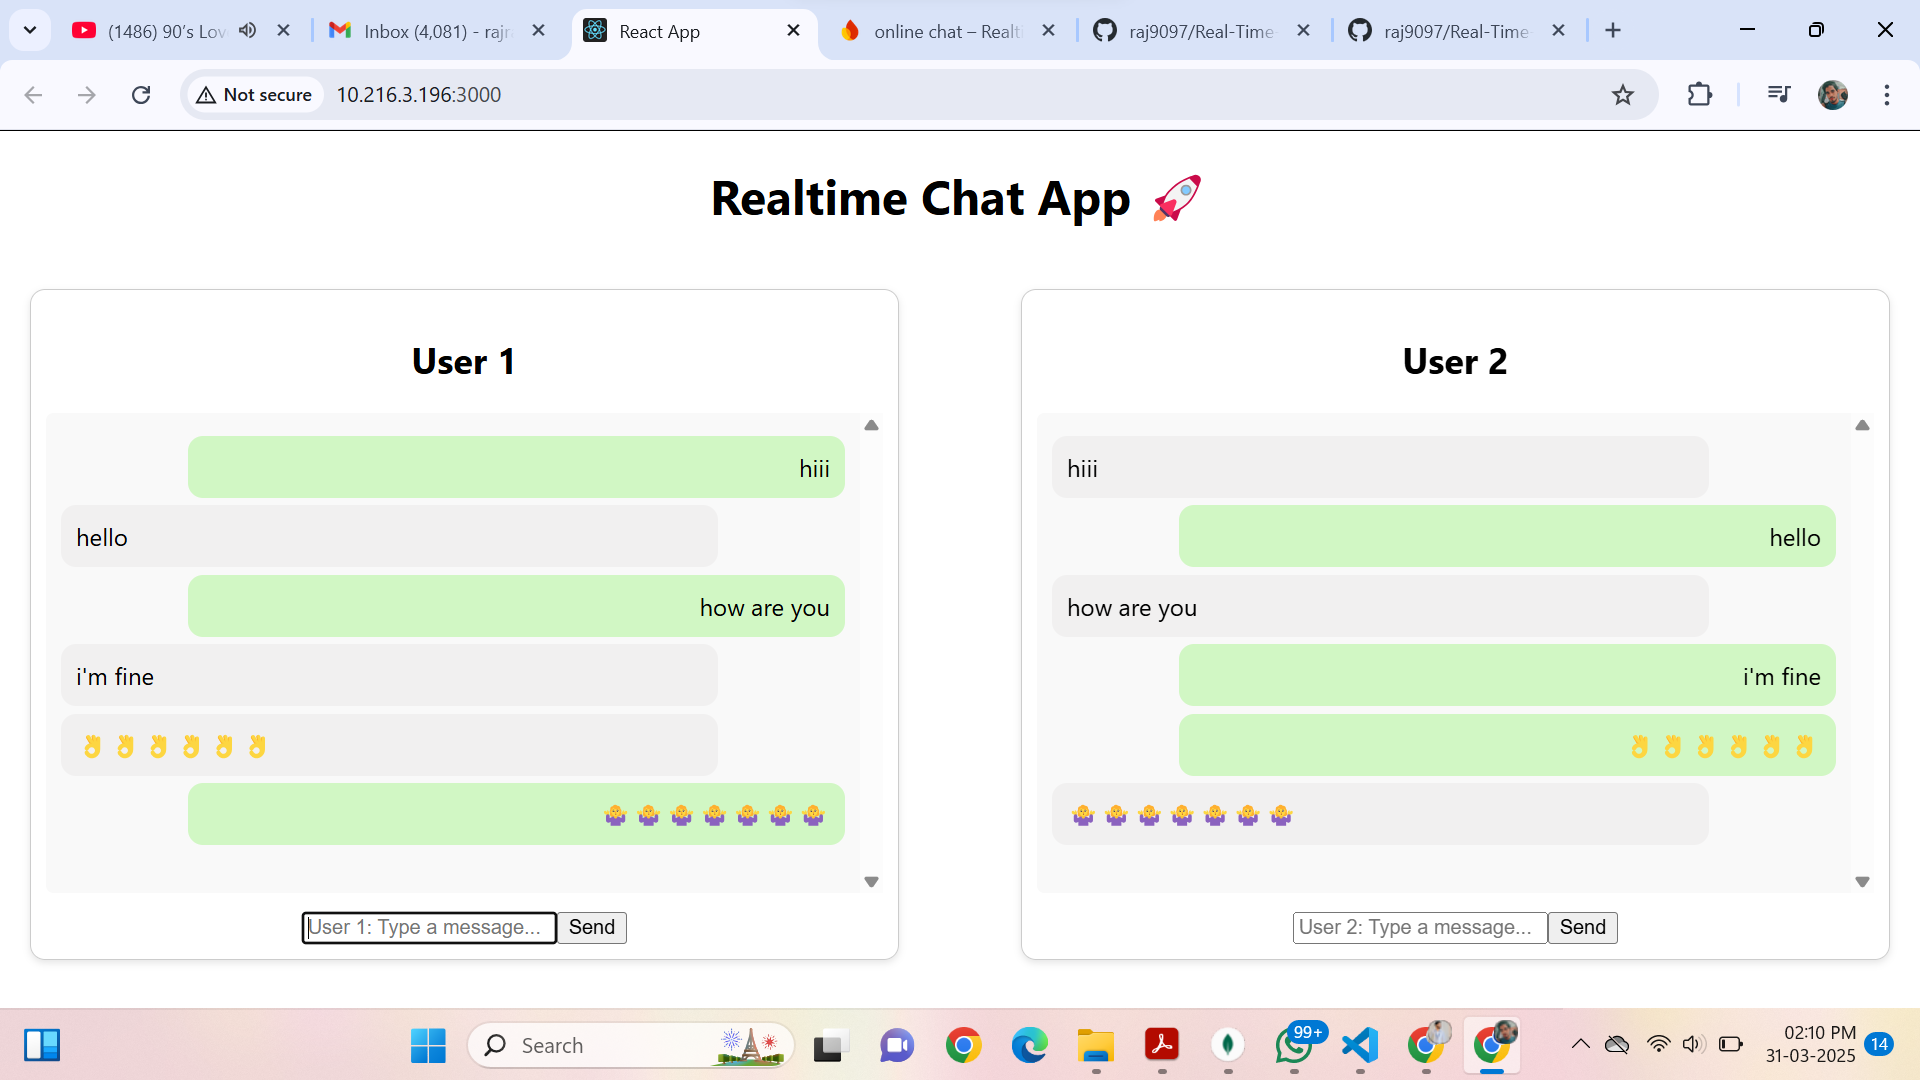 (1486) 90's Lov
Inbox (4,081) - rajr
React App
online chat – Realti
raj9097/Real-Time-
raj9097/Real-Time-
Not secure
10.216.3.196:3000
Realtime Chat App 🚀
User 1
hiii
hello
how are you
i'm fine
👌👌👌👌👌👌
🤷‍♀️🤷‍♀️🤷‍♀️🤷‍♀️🤷‍♀️🤷‍♀️🤷‍♀️
User 1: Type a message...
Send
User 2
hiii
hello
how are you
i'm fine
👌👌👌👌👌👌
🤷‍♀️🤷‍♀️🤷‍♀️🤷‍♀️🤷‍♀️🤷‍♀️🤷‍♀️
User 2: Type a message...
Send
Search
99+
02:10 PM
31-03-2025
14